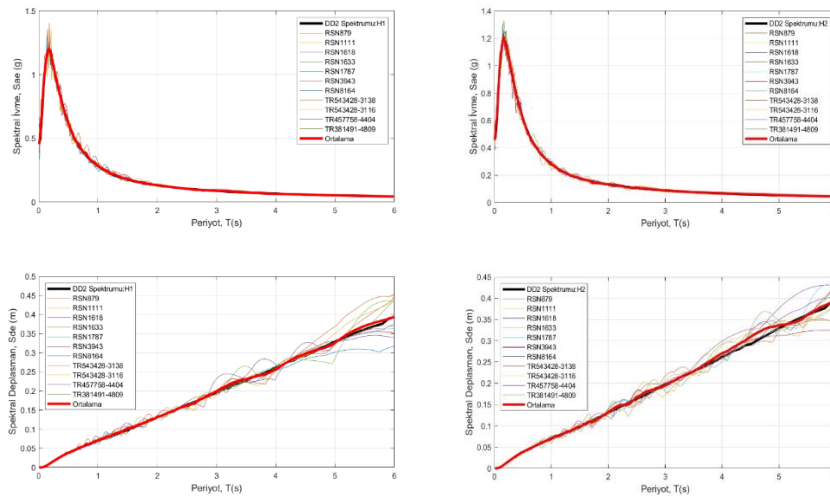 1.5
1
0.5
0
Spektral İvme, Sae (g)
DD2 Spektrumu:H1
RSN879
RSN1111
RSN1618
RSN1633
RSN1787
RSN3943
RSN8164
TR543428-3138
TR543428-3116
TR457758-4404
TR381491-4809
Ortalama
0 1 2 3 4 5 6
Periyot, T(s)
1.4
1.2
1
0.8
0.6
0.4
0.2
0
Spektral İvme, Sae (g)
DD2 Spektrumu:H2
RSN879
RSN1111
RSN1618
RSN1633
RSN1787
RSN3943
RSN8164
TR543428-3138
TR543428-3116
TR457758-4404
TR381491-4809
Ortalama
0 1 2 3 4 5
Periyot, T(s)
0.5
0.45
0.4
0.35
0.3
0.25
0.2
0.15
0.1
0.05
0
Spektral Deplasman, Sde (m)
DD2 Spektrumu:H1
RSN879
RSN1111
RSN1618
RSN1633
RSN1787
RSN3943
RSN8164
TR543428-3138
TR543428-3116
TR457758-4404
TR381491-4809
Ortalama
0 1 2 3 4 5 6
Periyot, T(s)
0.45
0.4
0.35
0.3
0.25
0.2
0.15
0.1
0.05
0
Spektral Deplasman, Sde (m)
DD2 Spektrumu:H2
RSN879
RSN1111
RSN1618
RSN1633
RSN1787
RSN3943
RSN8164
TR543428-3138
TR543428-3116
TR457758-4404
TR381491-4809
Ortalama
0 1 2 3 4 5
Periyot, T(s)